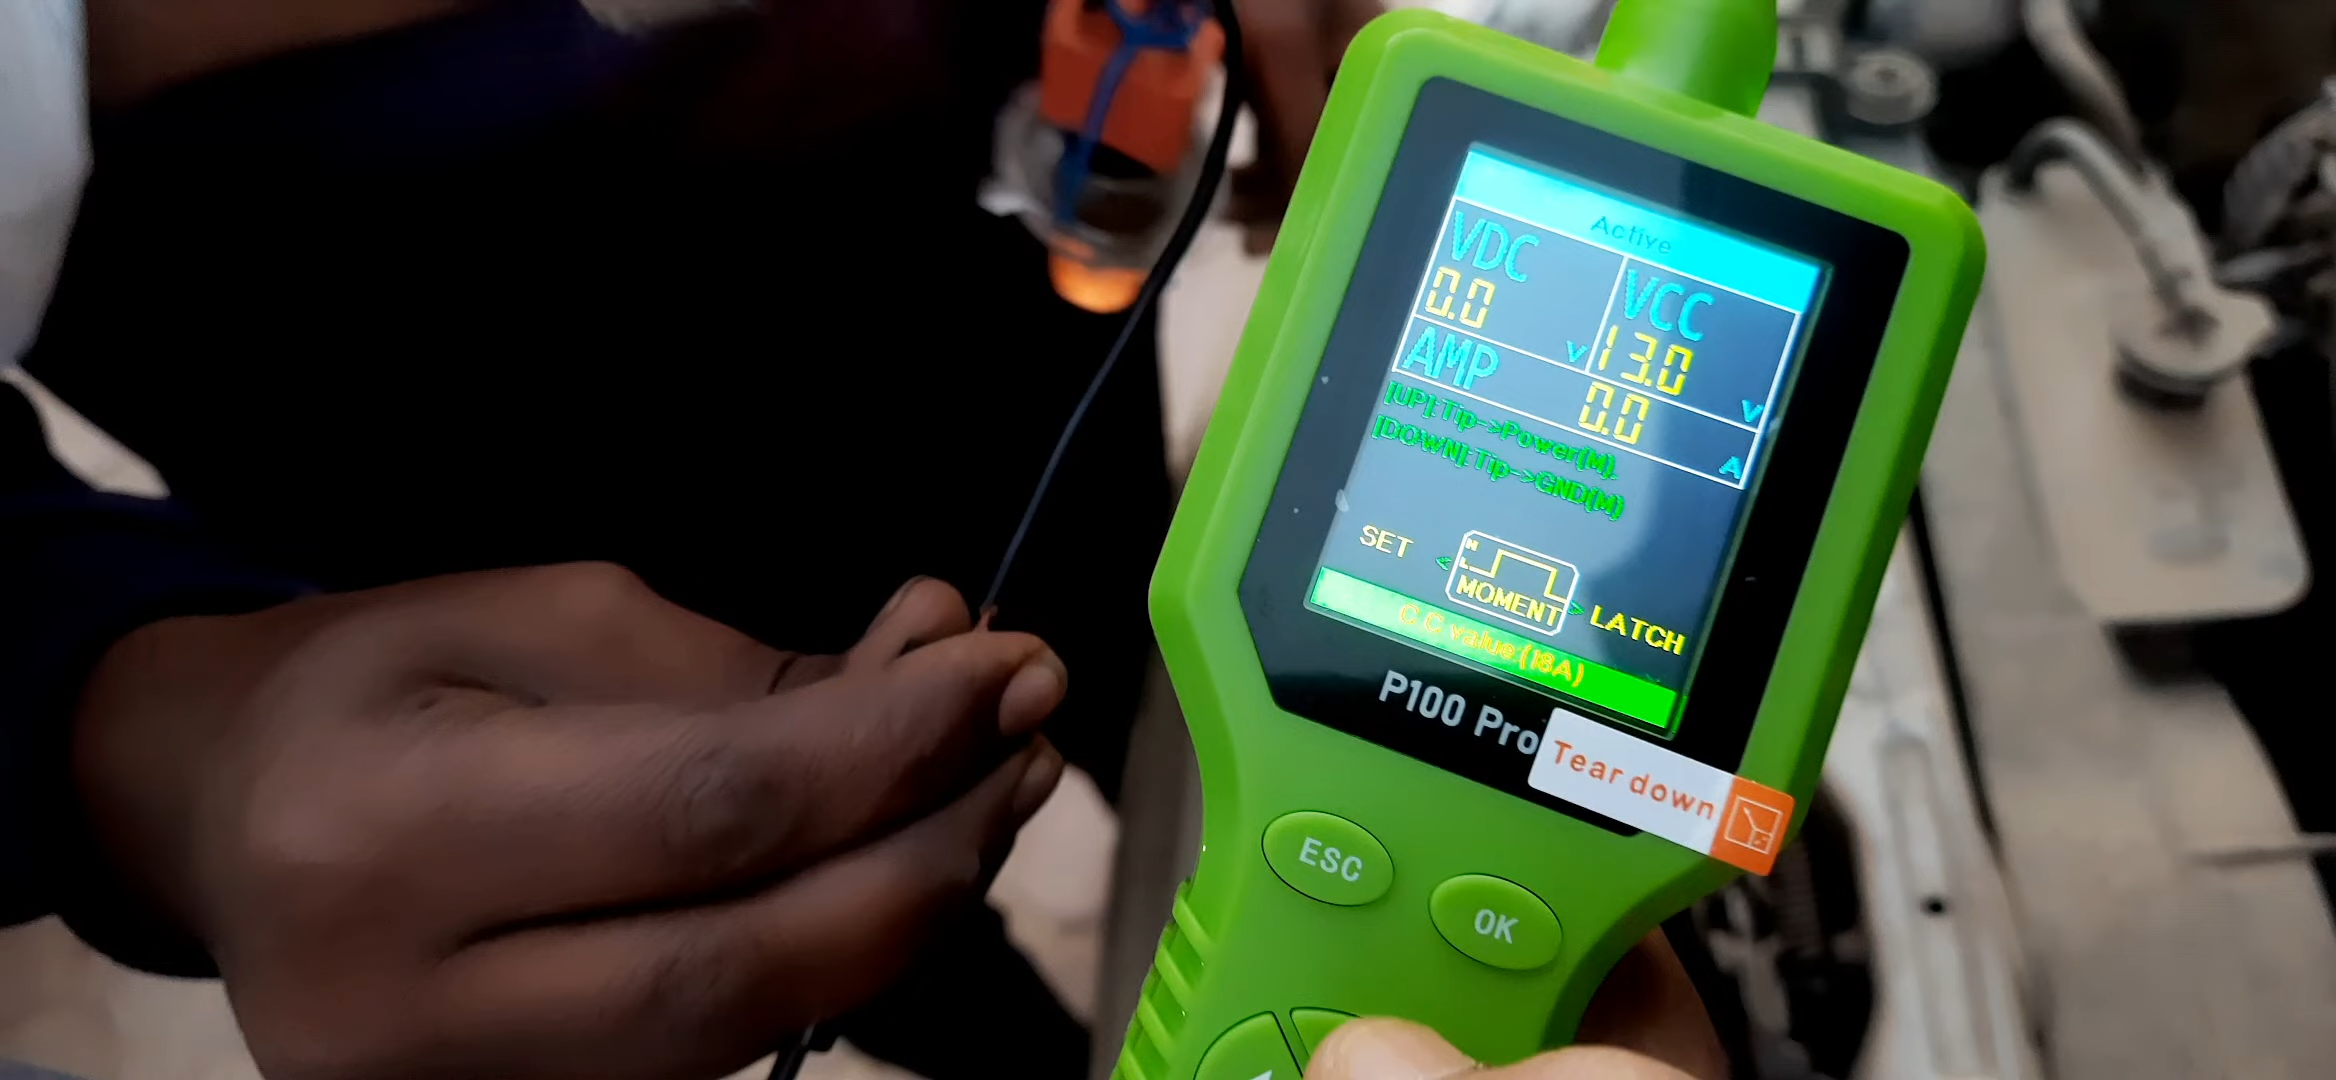 Active
VDC
0.0
V
VCC
13.0
V
AMP
0.0
A
[UP]:Tip->Power(M).
[DOWN]:Tip->GND(M)
SET <
H
L
MOMENT
> LATCH
C C value:(18A)
P100 Pro
Tear down
ESC
OK